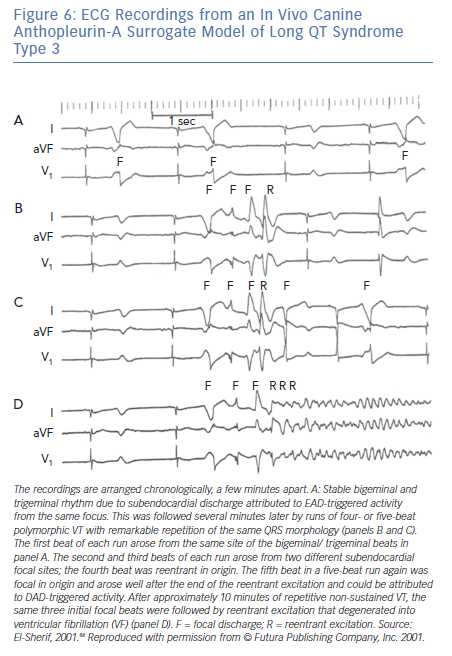 Figure 6: ECG Recordings from an In Vivo Canine
Anthopleurin-A Surrogate Model of Long QT Syndrome
Type 3
1 sec
A
I
aVF
V1
F
F
F
F F F R
B
I
aVF
V1
F F F R F F
C
I
aVF
V1
F F F R R R
D
I
aVF
V1
The recordings are arranged chronologically, a few minutes apart. A: Stable bigeminal and
trigeminal rhythm due to subendocardial discharge attributed to EAD-triggered activity
from the same focus. This was followed several minutes later by runs of four- or five-beat
polymorphic VT with remarkable repetition of the same QRS morphology (panels B and C).
The first beat of each run arose from the same site of the bigeminal/ trigeminal beats in
panel A. The second and third beats of each run arose from two different subendocardial
focal sites; the fourth beat was reentrant in origin. The fifth beat in a five-beat run again was
focal in origin and arose well after the end of the reentrant excitation and could be attributed
to DAD-triggered activity. After approximately 10 minutes of repetitive non-sustained VT, the
same three initial focal beats were followed by reentrant excitation that degenerated into
ventricular fibrillation (VF) (panel D). F = focal discharge; R = reentrant excitation. Source:
El-Sherif, 2001. Reproduced with permission from © Futura Publishing Company, Inc. 2001.